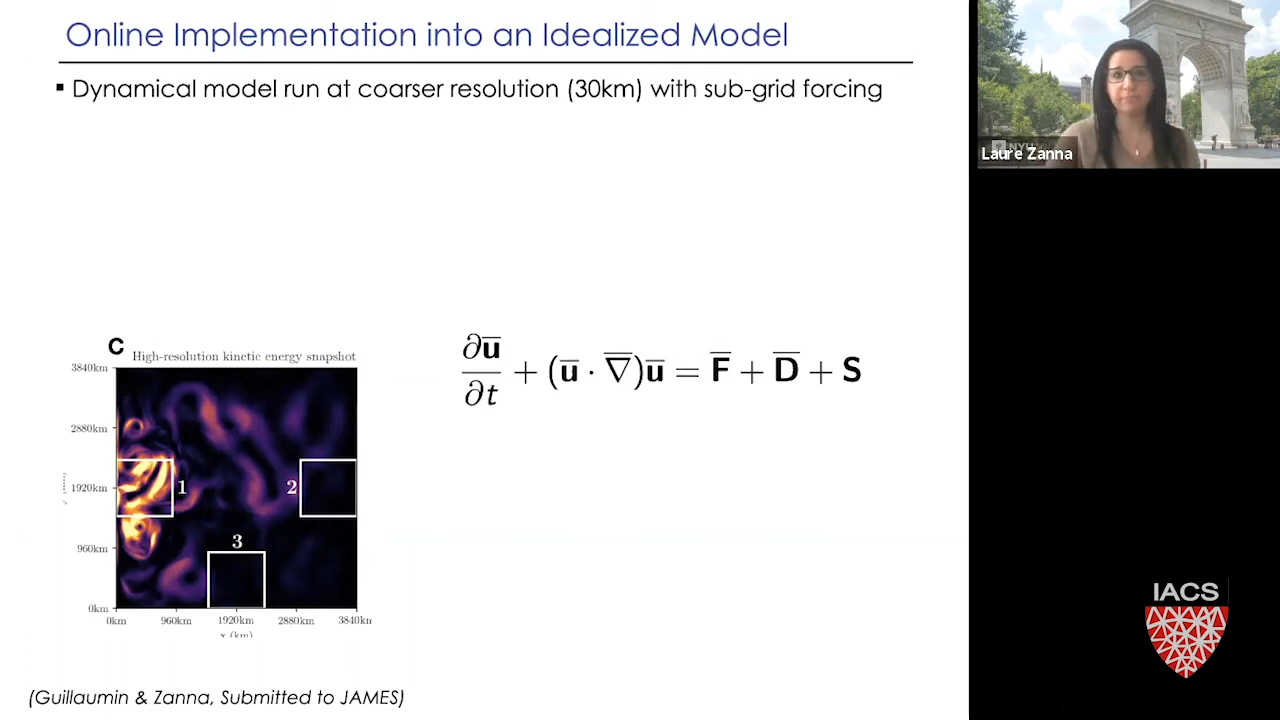 Online Implementation into an Idealized Model
▪ Dynamical model run at coarser resolution (30km) with sub-grid forcing
C
High-resolution kinetic energy snapshot
3840km
2880km
1920km
960km
0km
1
2
3
0km 960km 1920km 2880km 3840km
x (km)
∂u̅/∂t + (u̅ · ∇̅)u̅ = F̅ + D̅ + S
(Guillaumin & Zanna, Submitted to JAMES)
NYU
Laure Zanna
IACS